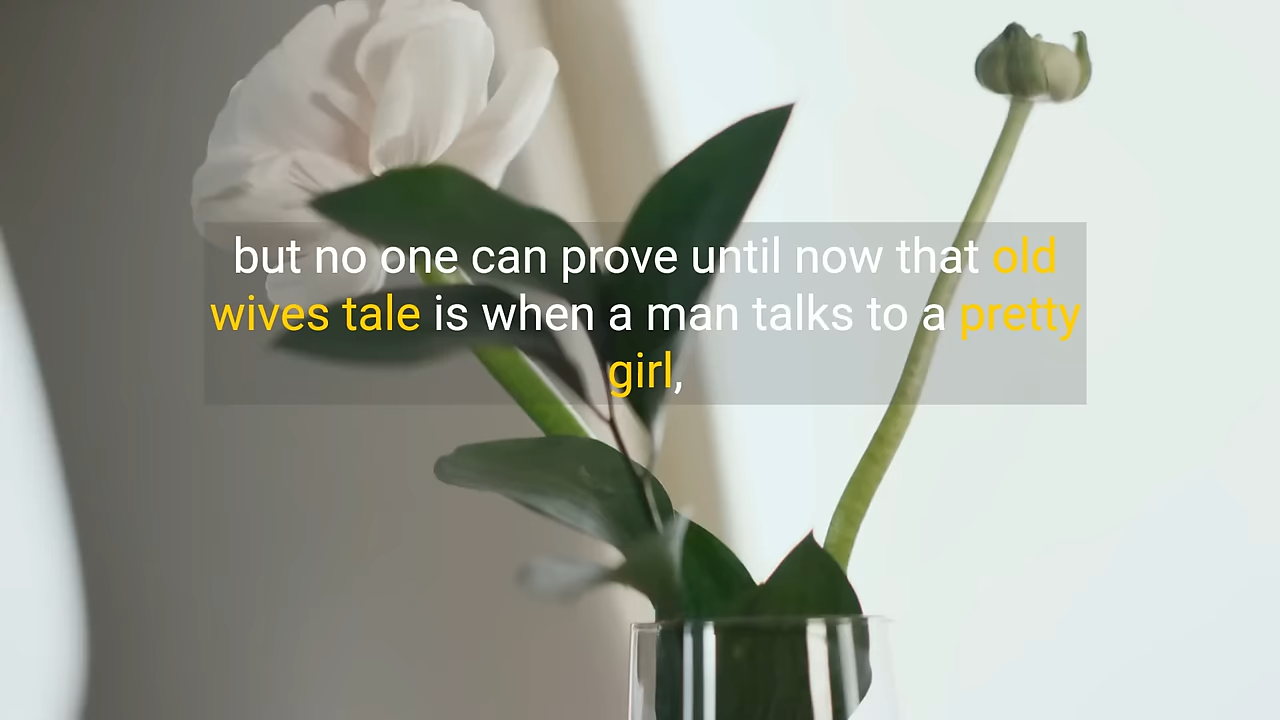 but no one can prove until now that old
wives tale is when a man talks to a pretty
girl,